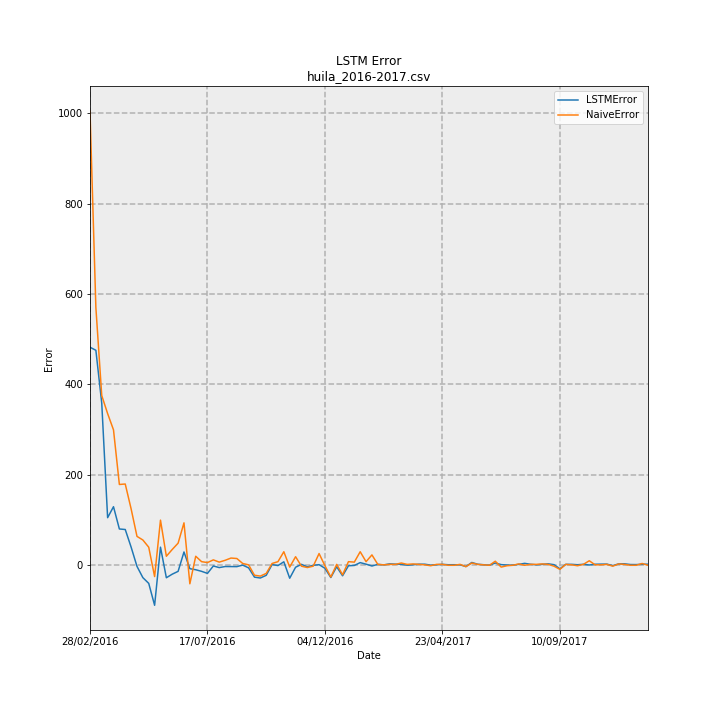 LSTM Error
huila_2016-2017.csv
LSTMError
NaiveError
1000
800
600
400
200
0
Error
28/02/2016
17/07/2016
04/12/2016
23/04/2017
10/09/2017
Date